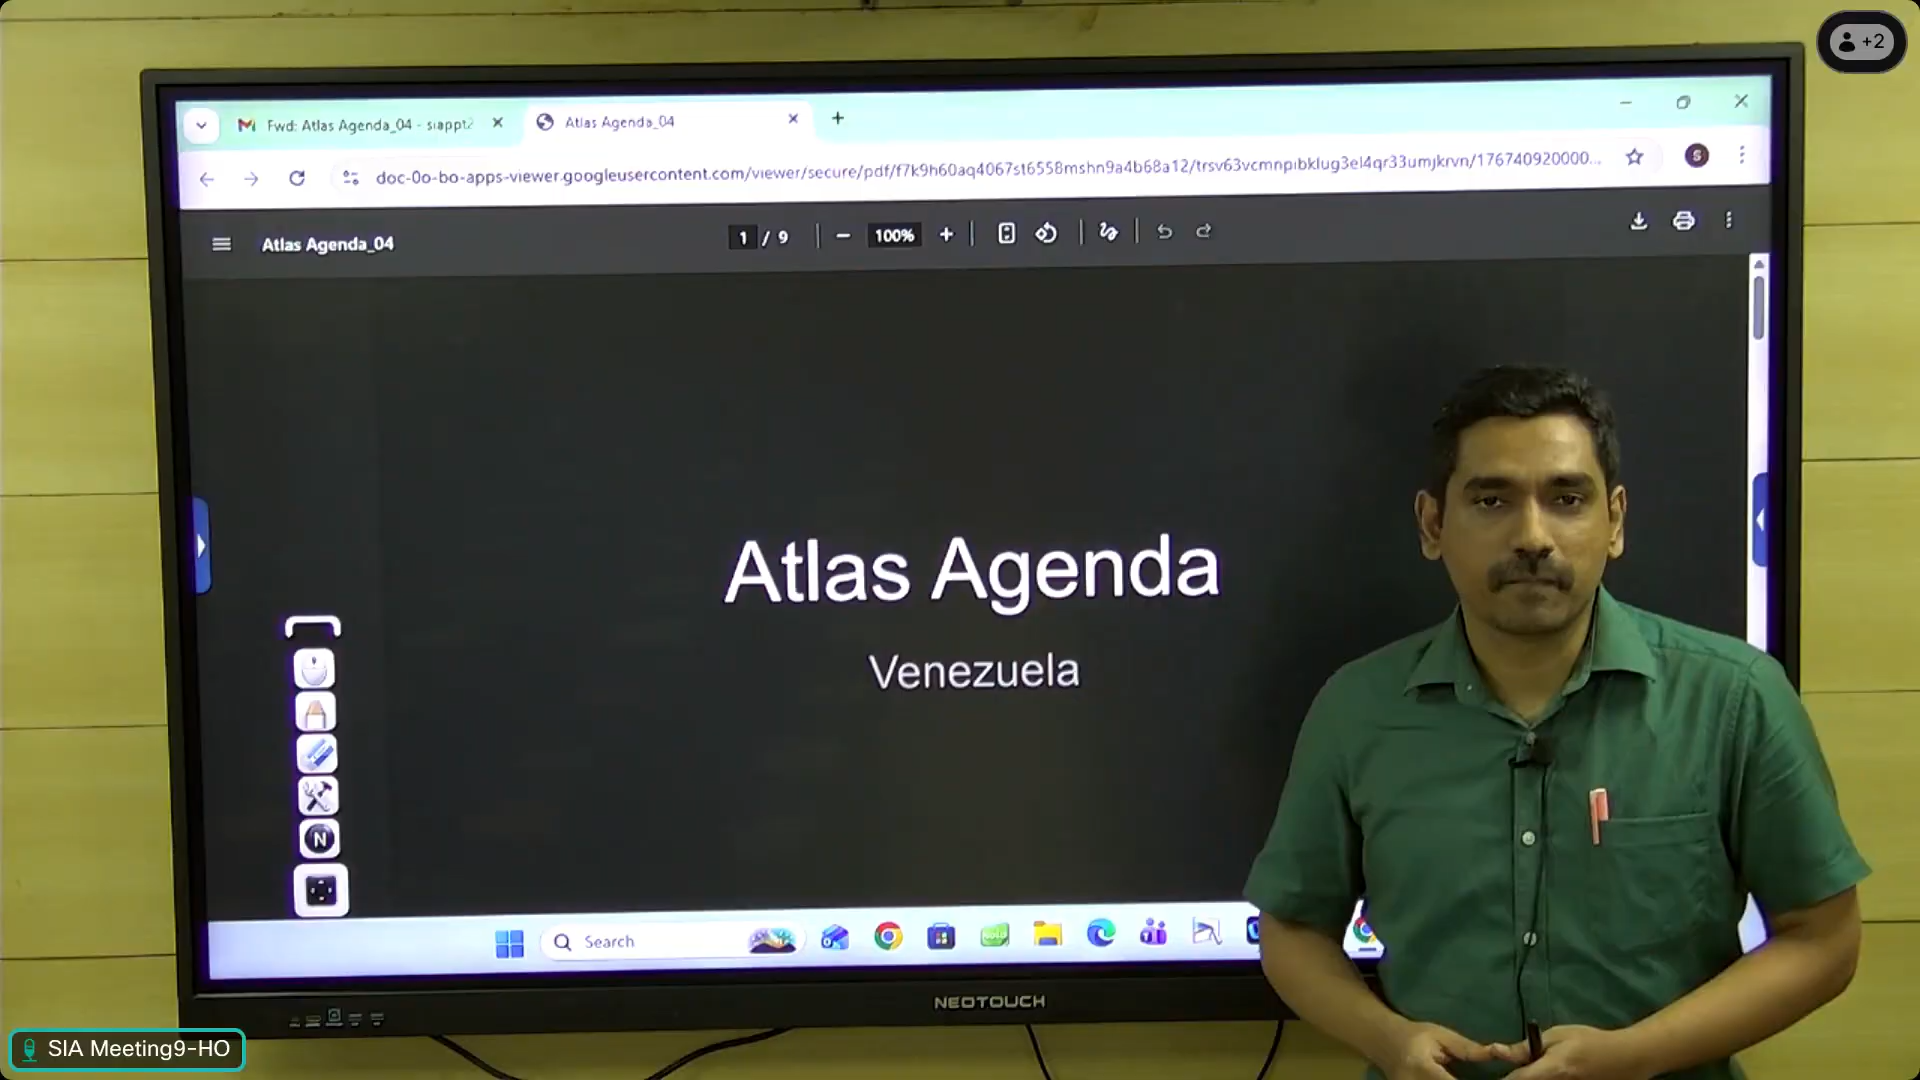 +2
Fwd: Atlas Agenda_04 - siappt2
Atlas Agenda_04
doc-0o-bo-apps-viewer.googleusercontent.com/viewer/secure/pdf/f7k9h60aq4067st6558mshn9a4b68a12/trsv63vcmnpibklug3el4qr33umjkrvn/176740920000...
S
Atlas Agenda_04
1 / 9
100%
Atlas Agenda
Venezuela
N
Search
NEOTOUCH
SIA Meeting9-HO